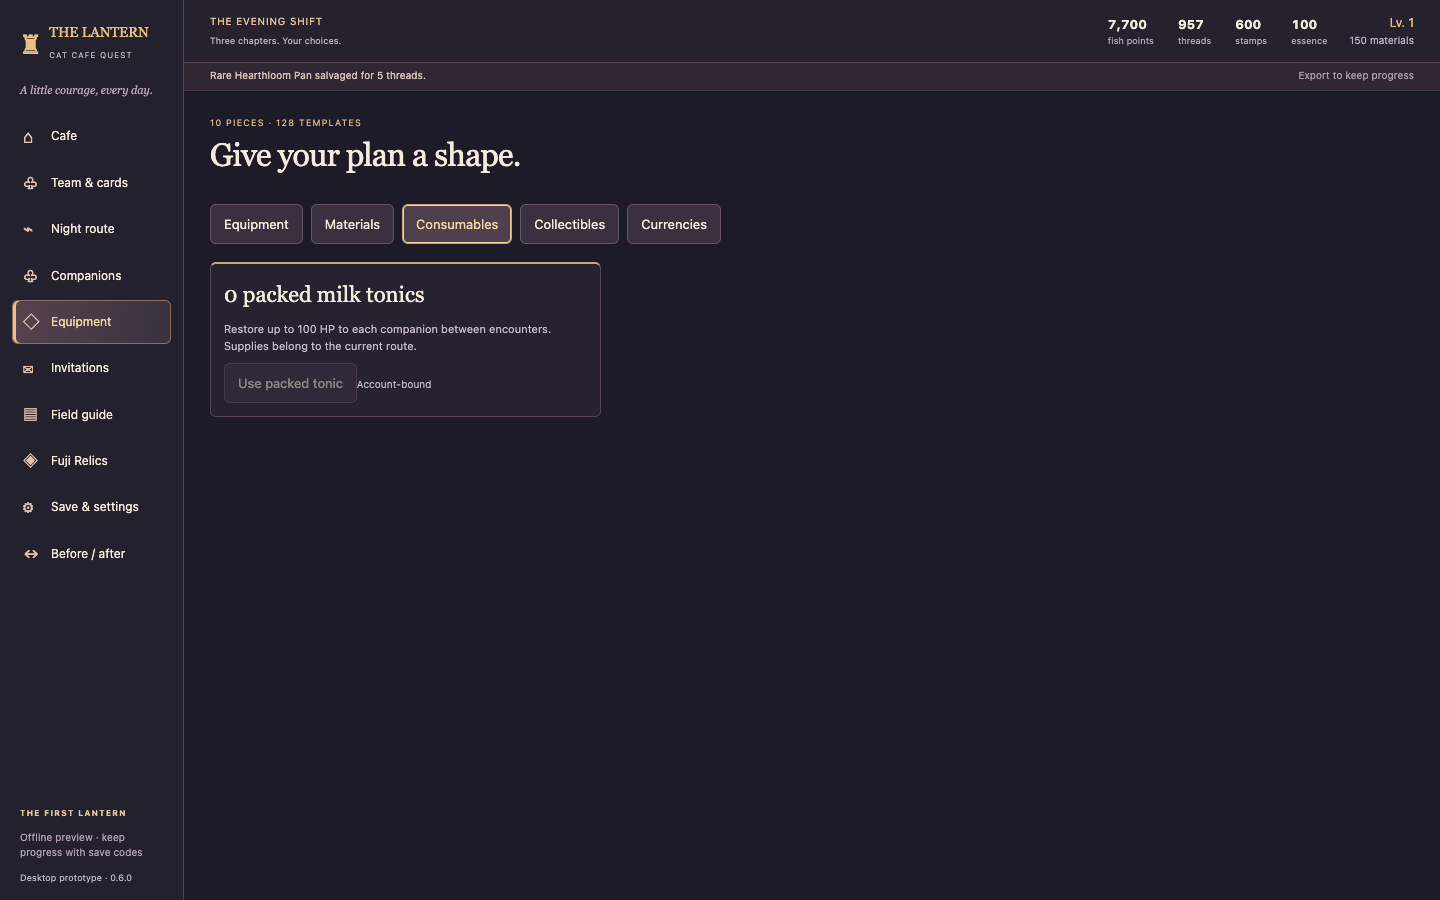 THE LANTERN
CAT CAFE QUEST
A little courage, every day.
Cafe
Team & cards
Night route
Companions
Equipment
Invitations
Field guide
Fuji Relics
Save & settings
Before / after
THE FIRST LANTERN
Offline preview · keep
progress with save codes
Desktop prototype · 0.6.0
THE EVENING SHIFT
Three chapters. Your choices.
7,700
fish points
957
threads
600
stamps
100
essence
Lv. 1
150 materials
Rare Hearthloom Pan salvaged for 5 threads.
Export to keep progress
10 PIECES · 128 TEMPLATES
Give your plan a shape.
Equipment
Materials
Consumables
Collectibles
Currencies
0 packed milk tonics
Restore up to 100 HP to each companion between encounters.
Supplies belong to the current route.
Use packed tonic
Account-bound